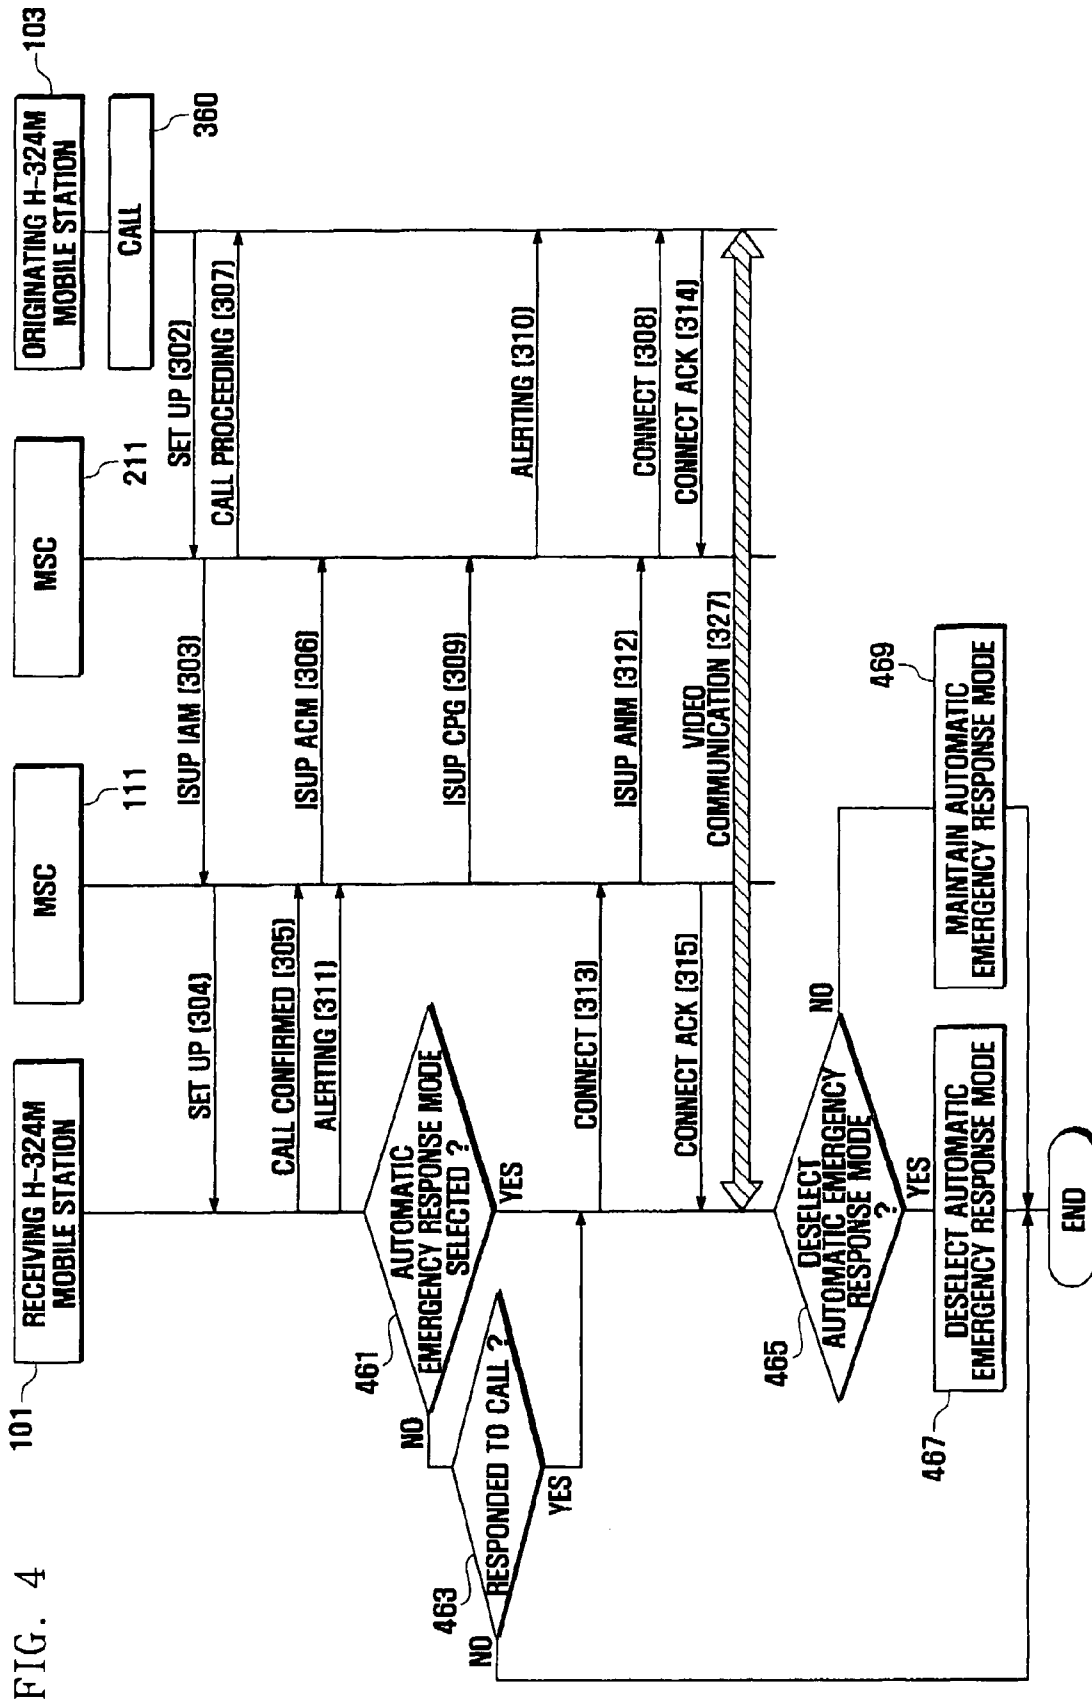 FIG. 4
101
RECEIVING H-324M
MOBILE STATION
MSC
111
MSC
211
ORIGINATING H-324M
MOBILE STATION
103
CALL
360
SET UP [302]
ISUP IAM [303]
SET UP [304]
CALL PROCEEDING [307]
CALL CONFIRMED [305]
ISUP ACM [306]
ALERTING [311]
461
AUTOMATIC
EMERGENCY RESPONSE MODE
SELECTED ?
NO
YES
ISUP CPG [309]
463
RESPONDED TO CALL ?
NO
YES
ALERTING [310]
CONNECT [313]
ISUP ANM [312]
CONNECT [308]
CONNECT ACK [315]
CONNECT ACK [314]
VIDEO
COMMUNICATION [327]
465
DESELECT
AUTOMATIC EMERGENCY
RESPONSE MODE
?
NO
YES
467
DESELECT AUTOMATIC
EMERGENCY RESPONSE MODE
469
MAINTAIN AUTOMATIC
EMERGENCY RESPONSE MODE
END